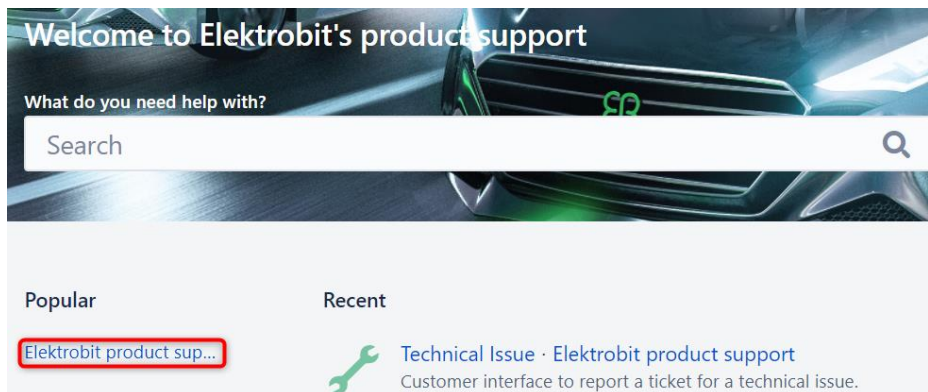 Welcome to Elektrobit's product support
What do you need help with?
Search
Popular
Recent
Elektrobit product sup...
Technical Issue · Elektrobit product support
Customer interface to report a ticket for a technical issue.